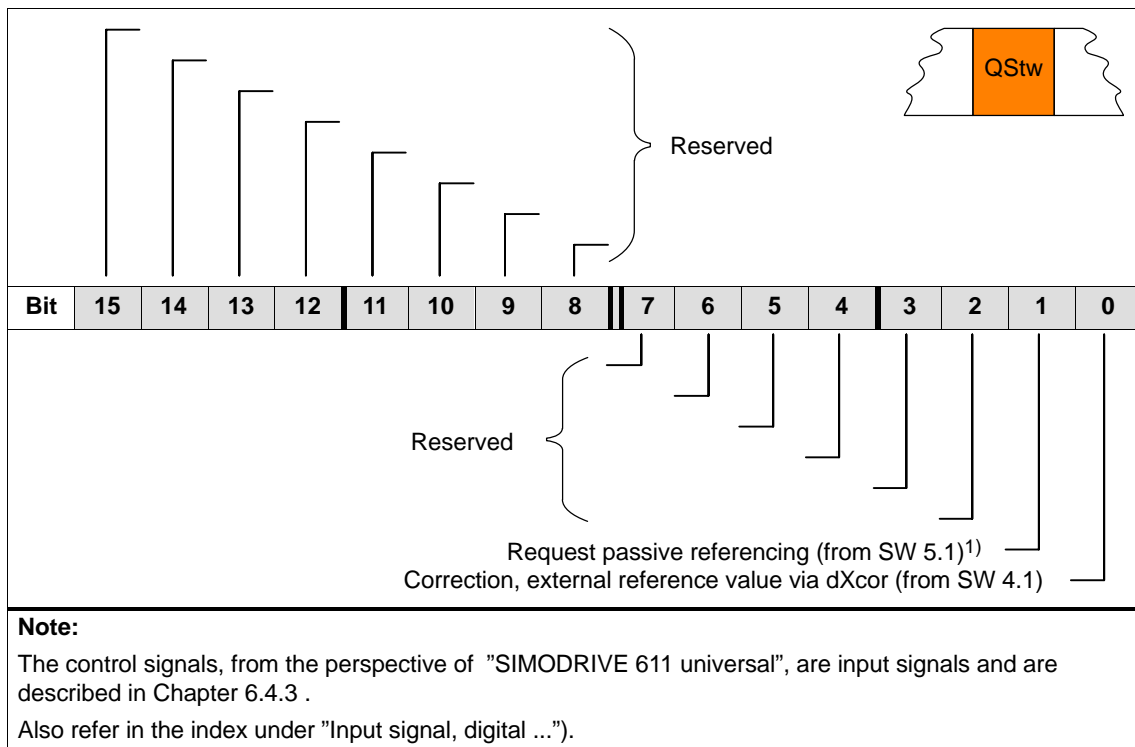 QStw
Reserved
Bit 15 14 13 12 11 10 9 8 7 6 5 4 3 2 1 0
Reserved
Request passive referencing (from SW 5.1)1)
Correction, external reference value via dXcor (from SW 4.1)
Note:
The control signals, from the perspective of ”SIMODRIVE 611 universal”, are input signals and are
described in Chapter 6.4.3 .
Also refer in the index under ”Input signal, digital ...”).